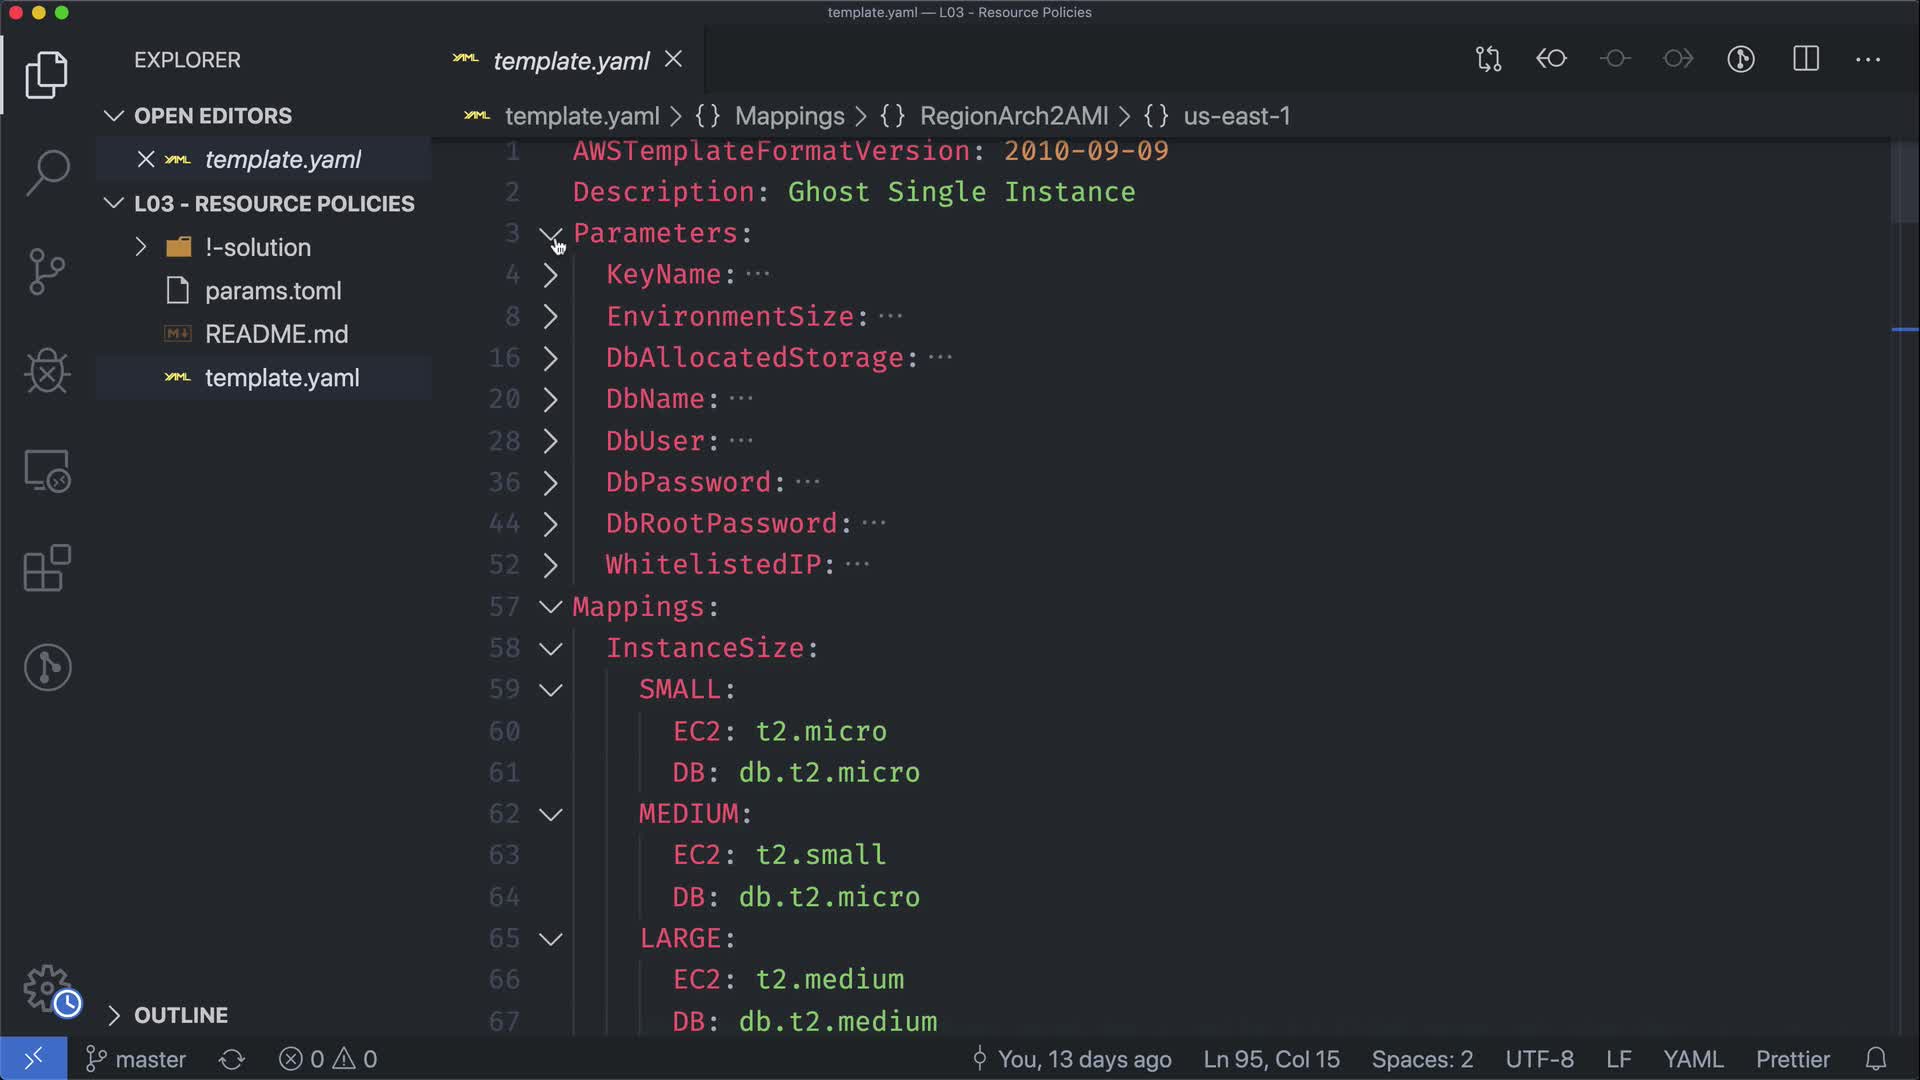 template.yaml — L03 - Resource Policies
EXPLORER
OPEN EDITORS
YAML template.yaml
L03 - RESOURCE POLICIES
!-solution
params.toml
M↓ README.md
YAML template.yaml
OUTLINE
YAML template.yaml
YAML template.yaml > {} Mappings > {} RegionArch2AMI > {} us-east-1
1 AWSTemplateFormatVersion: 2010-09-09
2 Description: Ghost Single Instance
3 Parameters:
4 KeyName: ...
8 EnvironmentSize: ...
16 DbAllocatedStorage: ...
20 DbName: ...
28 DbUser: ...
36 DbPassword: ...
44 DbRootPassword: ...
52 WhitelistedIP: ...
57 Mappings:
58 InstanceSize:
59 SMALL:
60 EC2: t2.micro
61 DB: db.t2.micro
62 MEDIUM:
63 EC2: t2.small
64 DB: db.t2.micro
65 LARGE:
66 EC2: t2.medium
67 DB: db.t2.medium
master 0 0 You, 13 days ago Ln 95, Col 15 Spaces: 2 UTF-8 LF YAML Prettier